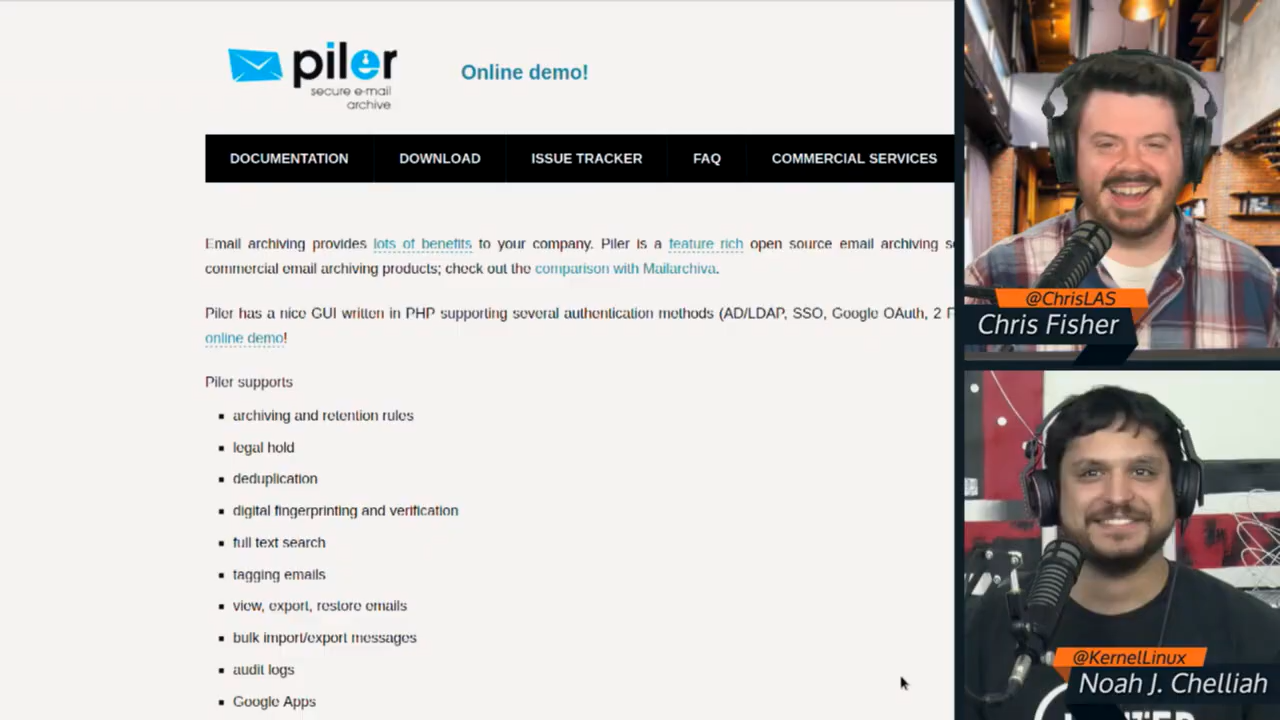 piler
secure e-mail
archive
Online demo!
DOCUMENTATION
DOWNLOAD
ISSUE TRACKER
FAQ
COMMERCIAL SERVICES
Email archiving provides lots of benefits to your company. Piler is a feature rich open source email archiving
commercial email archiving products; check out the comparison with Mailarchiva.
Piler has a nice GUI written in PHP supporting several authentication methods (AD/LDAP, SSO, Google OAuth, 2
online demo!
Piler supports
archiving and retention rules
legal hold
deduplication
digital fingerprinting and verification
full text search
tagging emails
view, export, restore emails
bulk import/export messages
audit logs
Google Apps
@ChrisLAS
Chris Fisher
@KernelLinux
Noah J. Chelliah